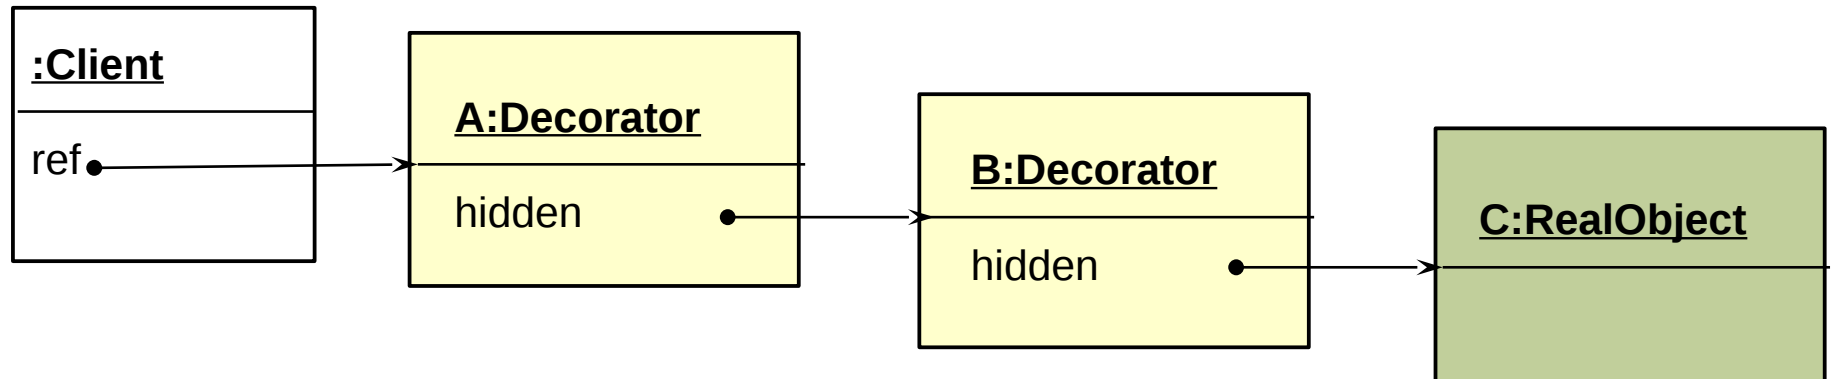 :Client
ref
A:Decorator
hidden
B:Decorator
hidden
C:RealObject